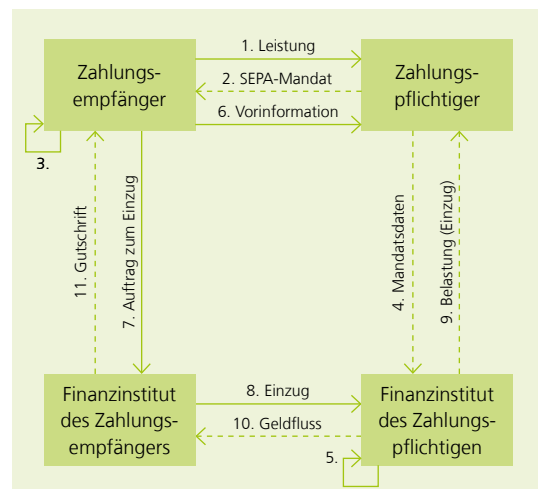 1. Leistung
Zahlungs-
empfänger
2. SEPA-Mandat
Zahlungs-
pflichtiger
6. Vorinformation
3.
11. Gutschrift
7. Auftrag zum Einzug
4. Mandatsdaten
9. Belastung (Einzug)
Finanzinstitut
des Zahlungs-
empfängers
8. Einzug
10. Geldfluss
Finanzinstitut
des Zahlungs-
pflichtigen
5.